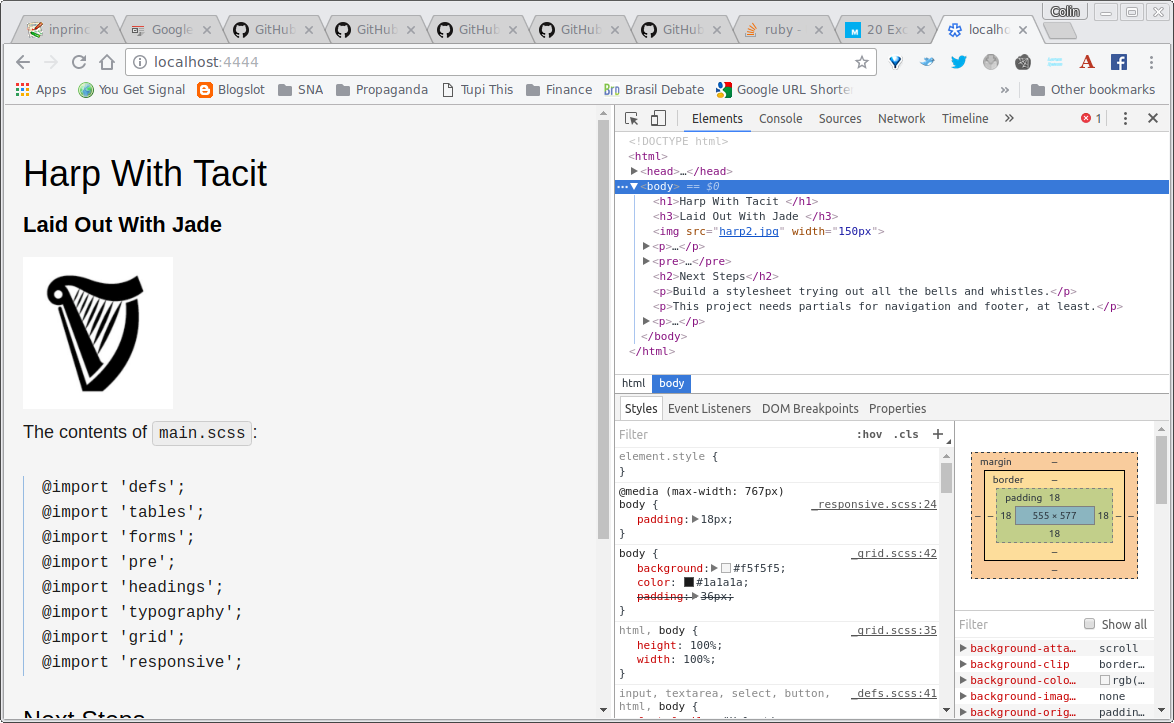 Colin
inprinc
Google
GitHub
GitHub
GitHub
GitHub
GitHub
ruby -
20 Exc
localho
localhost:4444
Apps You Get Signal Blogslot SNA Propaganda Tupi This Finance Brn Brasil Debate Google URL Shorte » Other bookmarks
Harp With Tacit
Laid Out With Jade
The contents of main.scss:
@import 'defs';
@import 'tables';
@import 'forms';
@import 'pre';
@import 'headings';
@import 'typography';
@import 'grid';
@import 'responsive';
Next Steps
Elements Console Sources Network Timeline » 1
<!DOCTYPE html>
<html>
<head>…</head>
<body> == $0
<h1>Harp With Tacit </h1>
<h3>Laid Out With Jade </h3>
<img src="harp2.jpg" width="150px">
<p>…</p>
<pre>…</pre>
<h2>Next Steps</h2>
<p>Build a stylesheet trying out all the bells and whistles.</p>
<p>This project needs partials for navigation and footer, at least.</p>
<p>…</p>
</body>
</html>
html body
Styles Event Listeners DOM Breakpoints Properties
Filter :hov .cls +
element.style {
}
@media (max-width: 767px)
body { _responsive.scss:24
padding: 18px;
}
body { _grid.scss:42
background: #f5f5f5;
color: #1a1a1a;
padding: 36px;
}
html, body { _grid.scss:35
height: 100%;
width: 100%;
}
input, textarea, select, button, _defs.scss:41
html, body {
margin –
border –
padding 18
– – 18 555 × 577 18 – –
18
–
–
Filter Show all
background-atta… scroll
background-clip border…
background-colo… rgb(…
background-imag… none
background-orig… paddin…